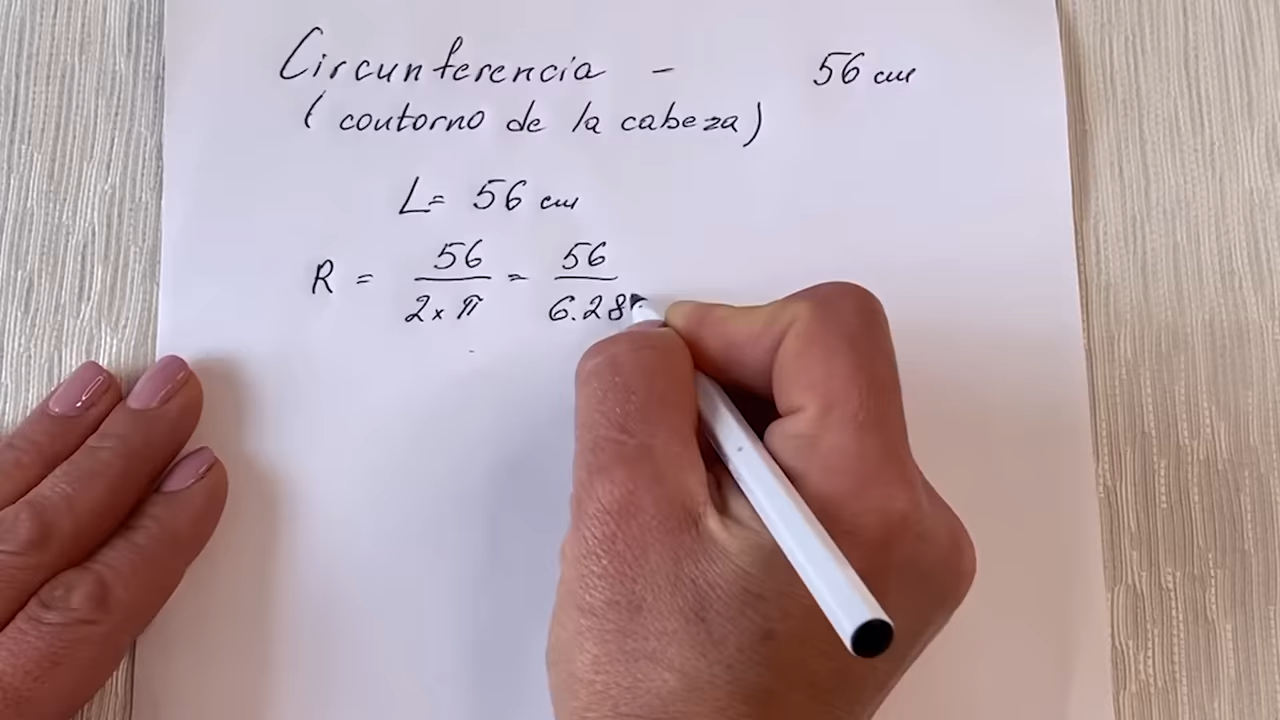 Circunferencia - 56 cm
(contorno de la cabeza)
L= 56 cm
R = 56 / 2 x π = 56 / 6.28